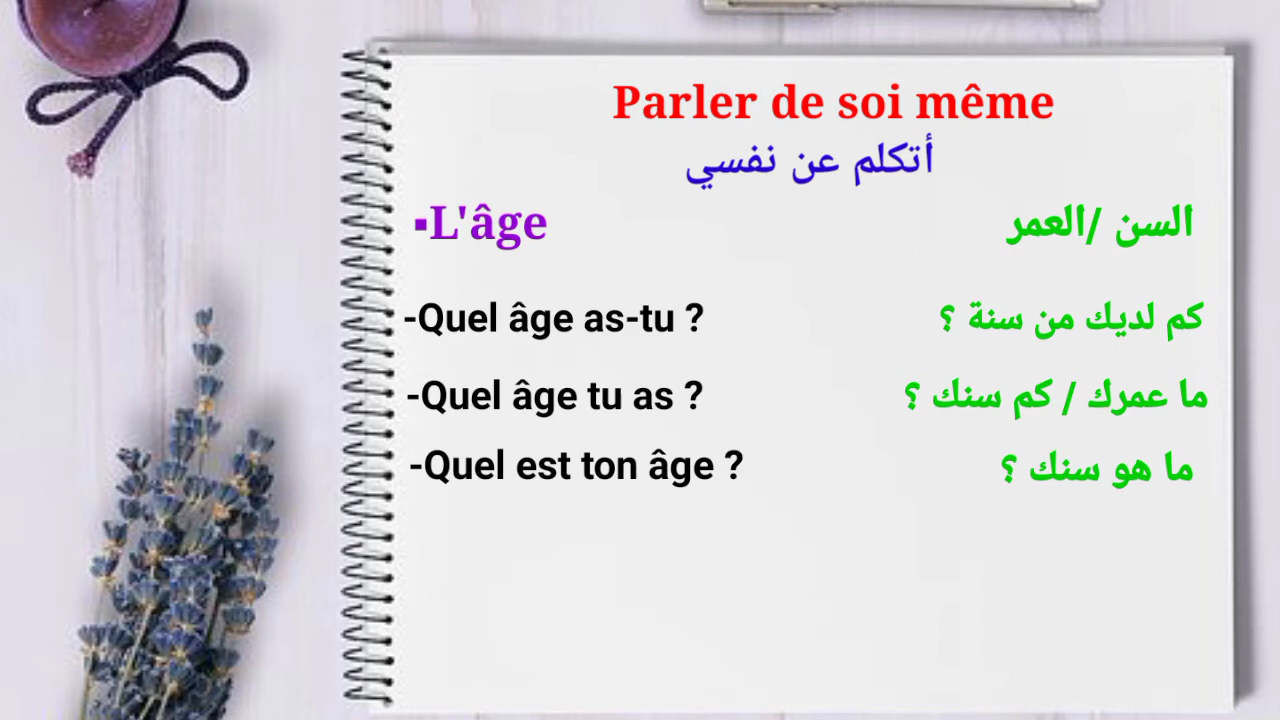 Parler de soi même
أتكلم عن نفسي
▪L'âge السن /العمر
-Quel âge as-tu ? كم لديك من سنة ؟
-Quel âge tu as ? ما عمرك / كم سنك ؟
-Quel est ton âge ? ما هو سنك ؟